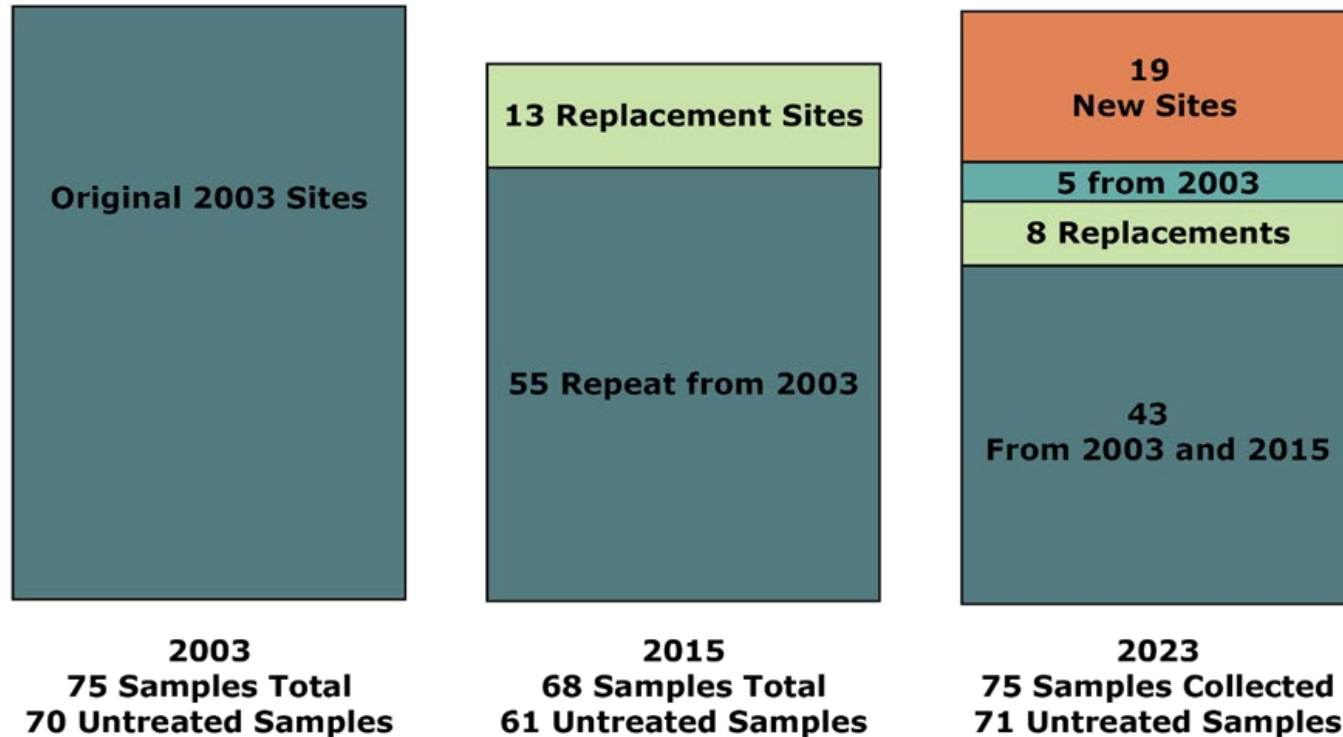 Original 2003 Sites
2003
75 Samples Total
70 Untreated Samples
13 Replacement Sites
55 Repeat from 2003
2015
68 Samples Total
61 Untreated Samples
19
New Sites
5 from 2003
8 Replacements
43
From 2003 and 2015
2023
75 Samples Collected
71 Untreated Samples